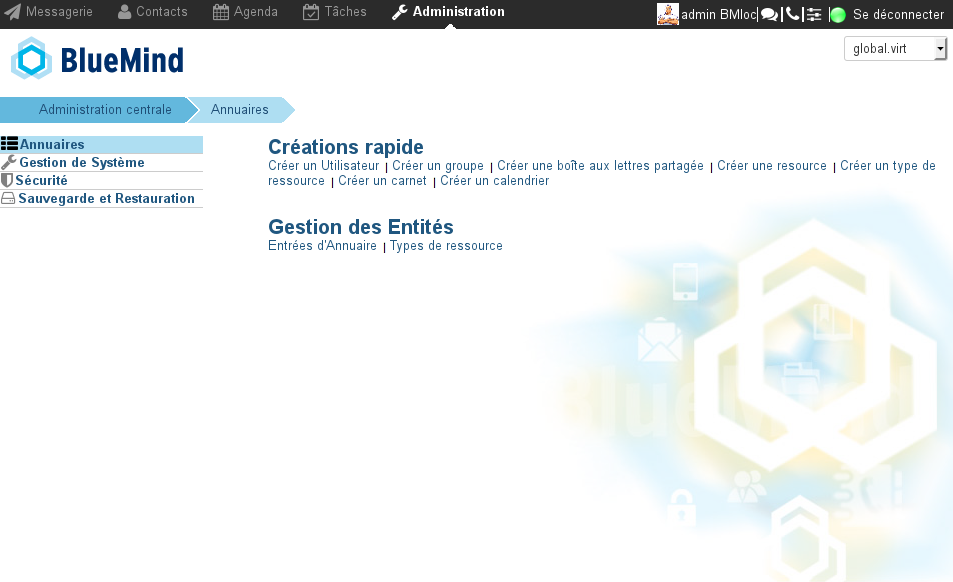 Messagerie Contacts Agenda Tâches Administration admin BMloc Se déconnecter
BlueMind global.virt
Administration centrale Annuaires
Annuaires
Gestion de Système
Sécurité
Sauvegarde et Restauration
Créations rapide
Créer un Utilisateur | Créer un groupe | Créer une boîte aux lettres partagée | Créer une resource | Créer un type de
ressource | Créer un carnet | Créer un calendrier
Gestion des Entités
Entrées d'Annuaire | Types de ressource